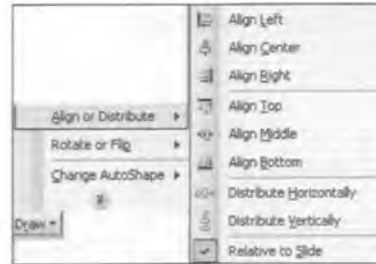 Align or Distribute
Rotate or Flip
Change AutoShape
Draw
Align Left
Align Center
Align Right
Align Top
Align Middle
Align Bottom
Distribute Horizontally
Distribute Vertically
Relative to Slide